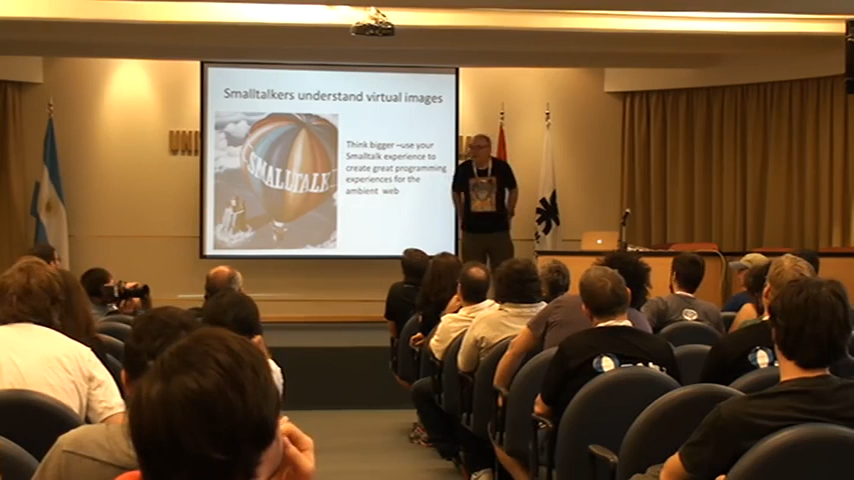 Smalltalkers understand virtual images
SMALLTALK
Think bigger –use your
Smalltalk experience to
create great programming
experiences for the
ambient web
UNI